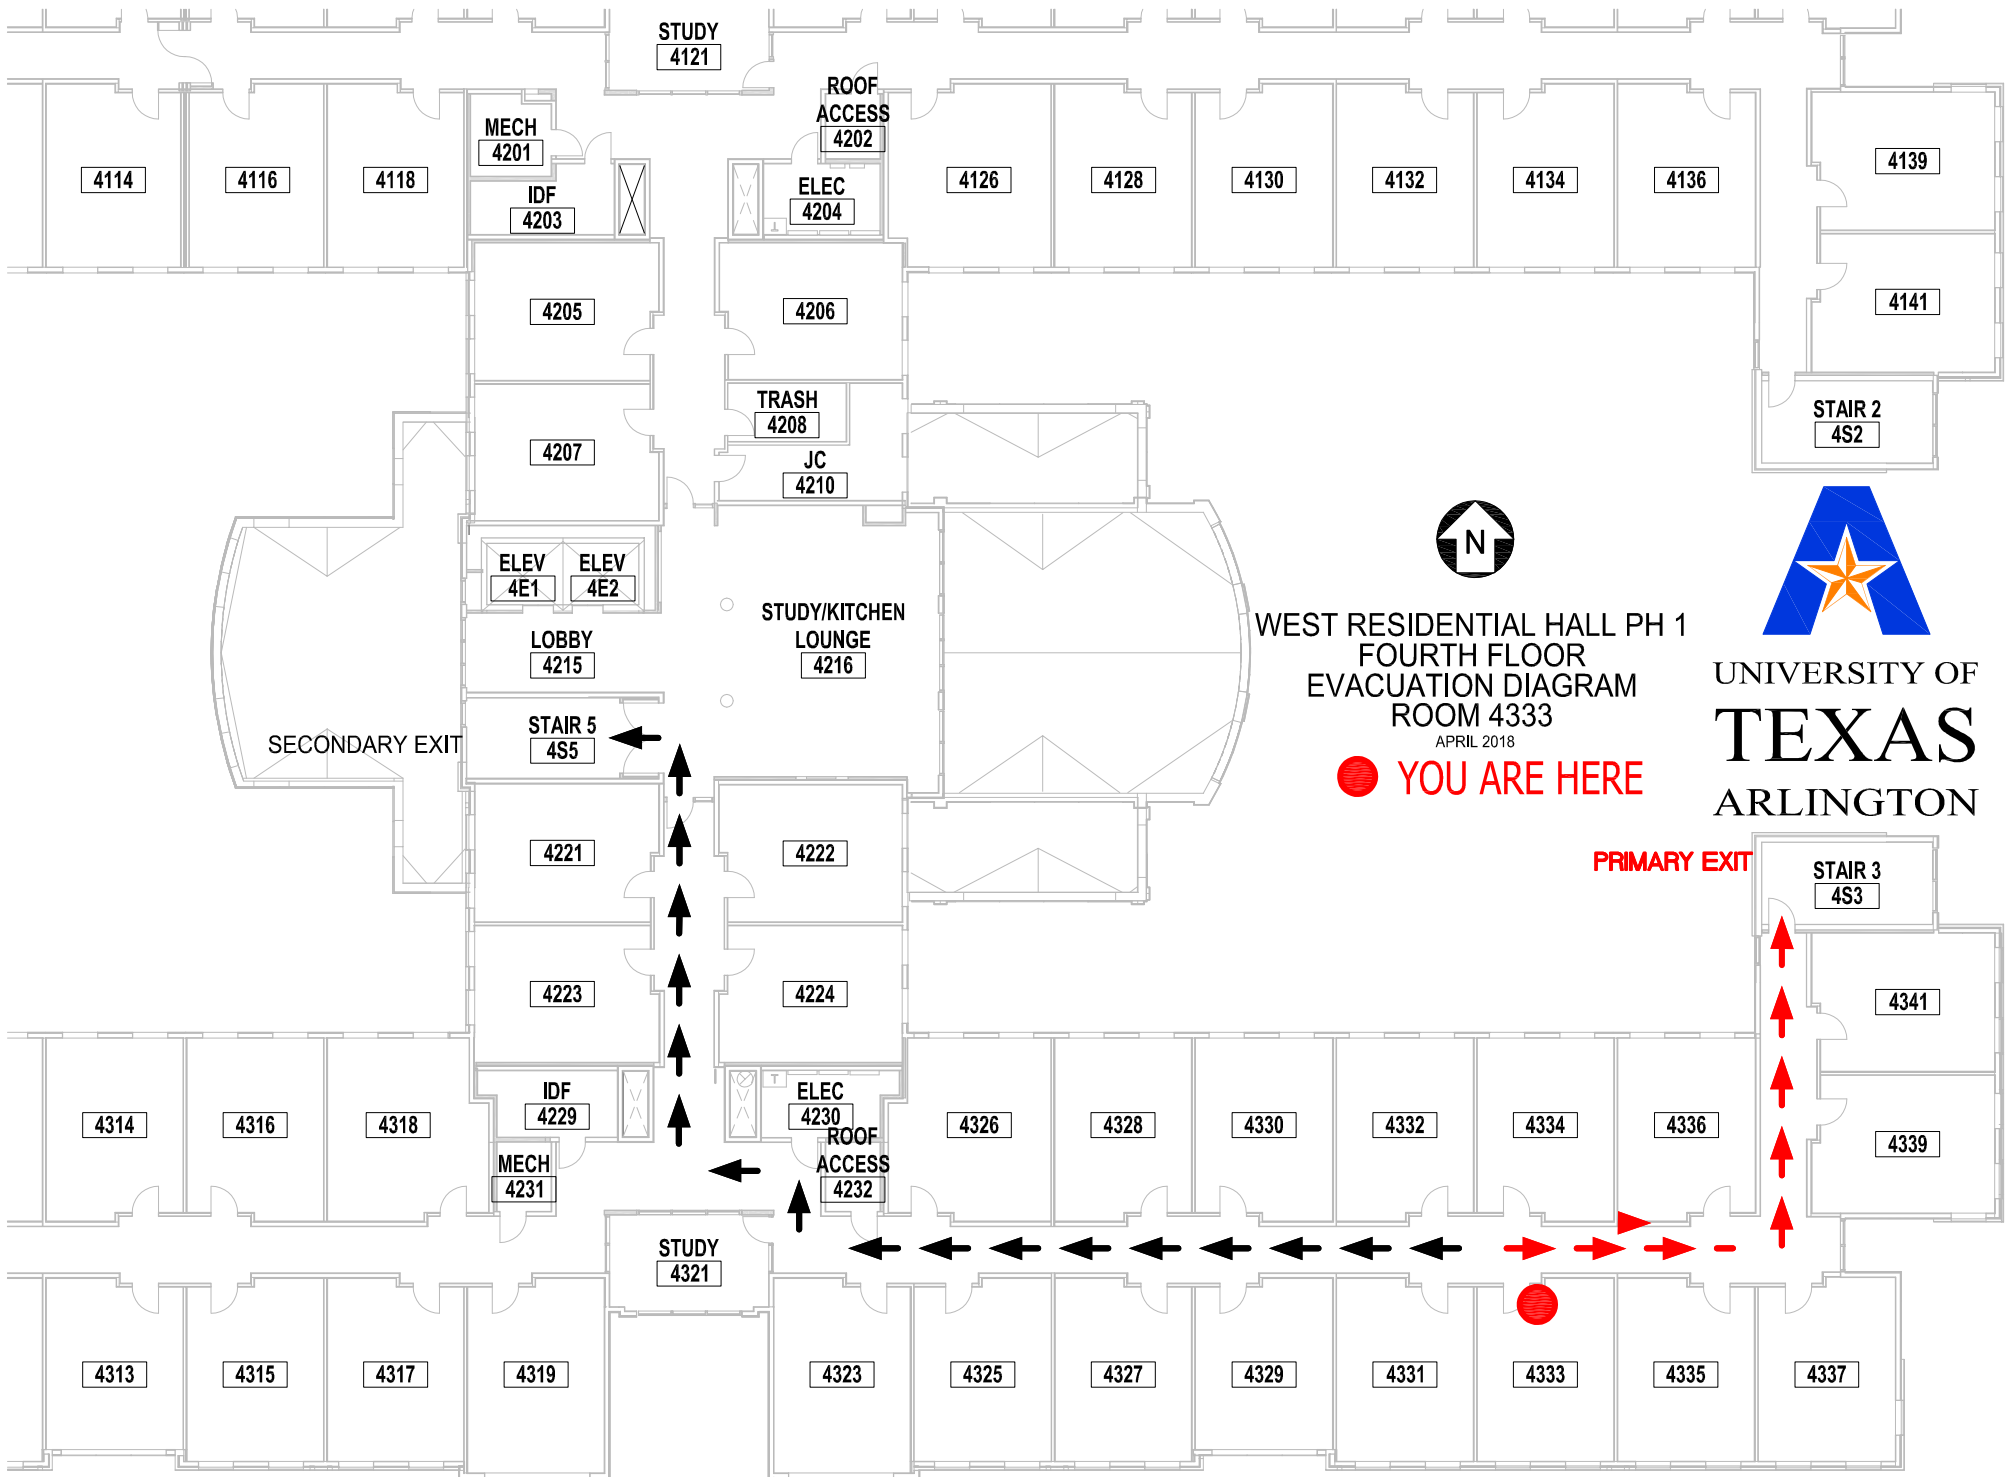 STUDY
4121
ROOF
ACCESS
4202
MECH
4201
4114
4116
4118
IDF
4203
ELEC
4204
4126
4128
4130
4132
4134
4136
4139
4205
4206
4141
TRASH
4208
STAIR 2
4S2
4207
JC
4210
N
ELEV
4E1
ELEV
4E2
STUDY/KITCHEN
LOUNGE
4216
LOBBY
4215
WEST RESIDENTIAL HALL PH 1
FOURTH FLOOR
EVACUATION DIAGRAM
ROOM 4333
APRIL 2018
YOU ARE HERE
UNIVERSITY OF
TEXAS
ARLINGTON
SECONDARY EXIT
STAIR 5
4S5
PRIMARY EXIT
STAIR 3
4S3
4221
4222
4223
4224
4341
IDF
4229
T
ELEC
4230
4314
4316
4318
ROOF
ACCESS
4232
4326
4328
4330
4332
4334
4336
4339
MECH
4231
STUDY
4321
4313
4315
4317
4319
4323
4325
4327
4329
4331
4333
4335
4337